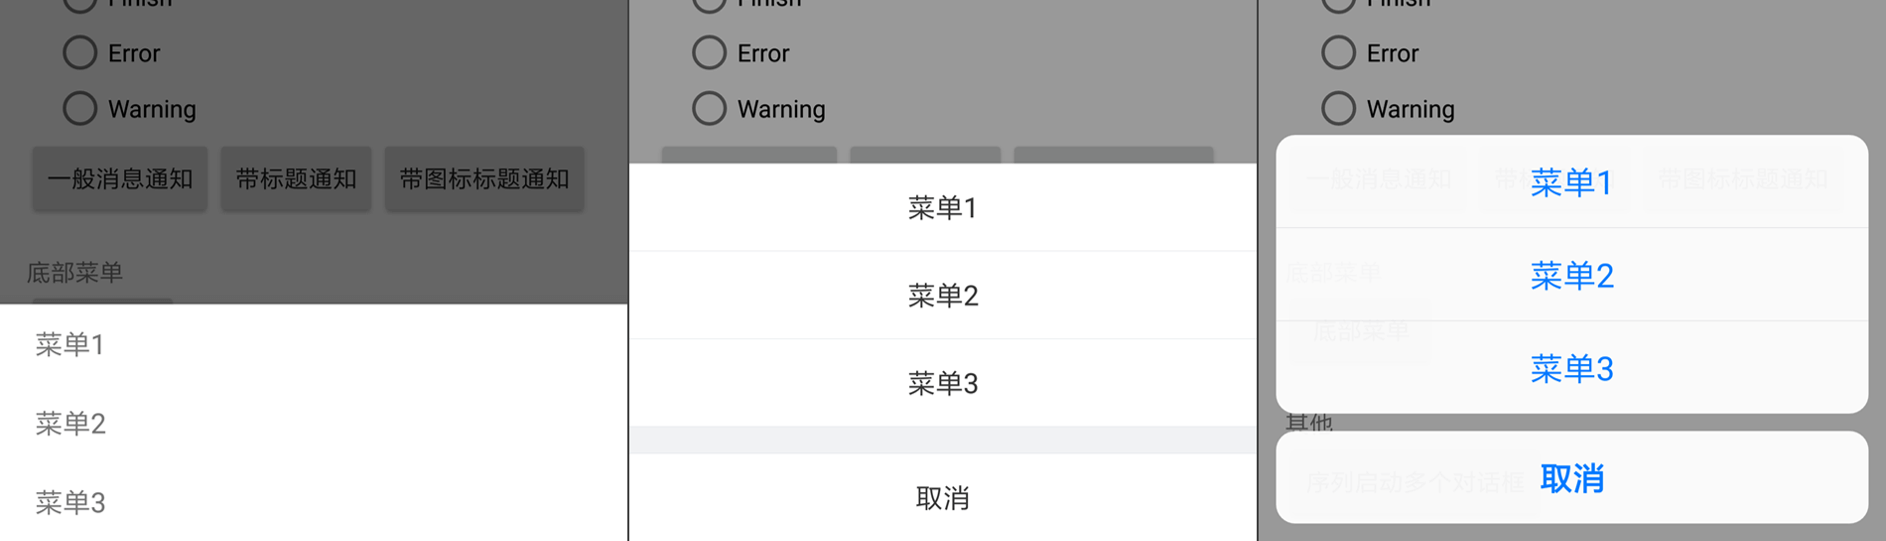 Finish
Error
Warning
一般消息通知 带标题通知 带图标标题通知
底部菜单
菜单1
菜单2
菜单3
Finish
Error
Warning
菜单1
菜单2
菜单3
取消
Finish
Error
Warning
一般消息通知 带标题通知 带图标标题通知
菜单1
底部菜单
菜单2
底部菜单
菜单3
其他
序列启动多个对话框
取消